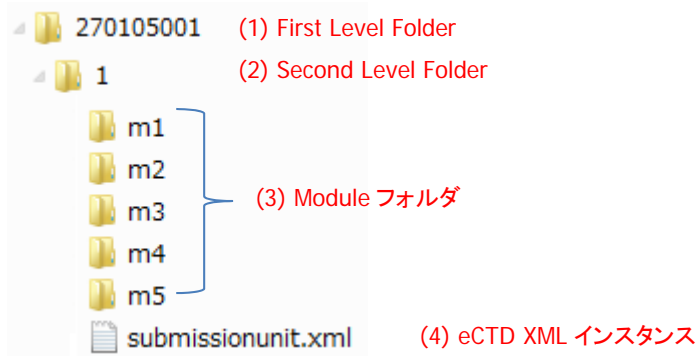 270105001 (1) First Level Folder
1 (2) Second Level Folder
m1
m2
m3 (3) Module フォルダ
m4
m5
submissionunit.xml (4) eCTD XML インスタンス